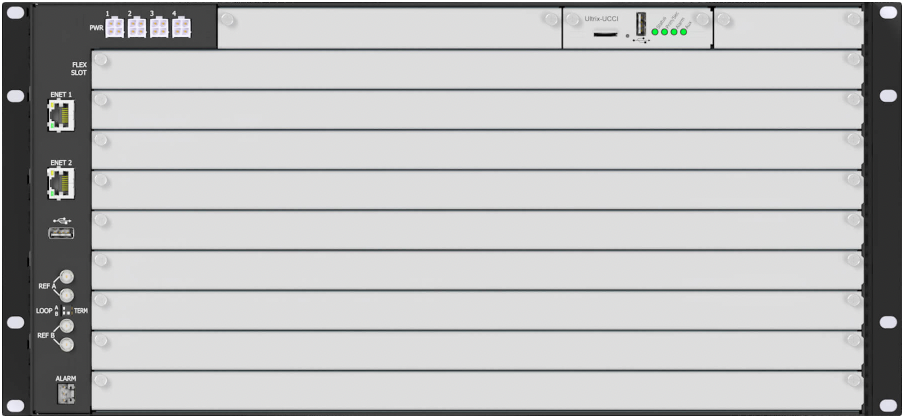 1 2 3 4
PWR
Ultrix-UCCI
FLEX
SLOT
ENET 1
ENET 2
REF A
LOOP A TERM
B
REF B
ALARM